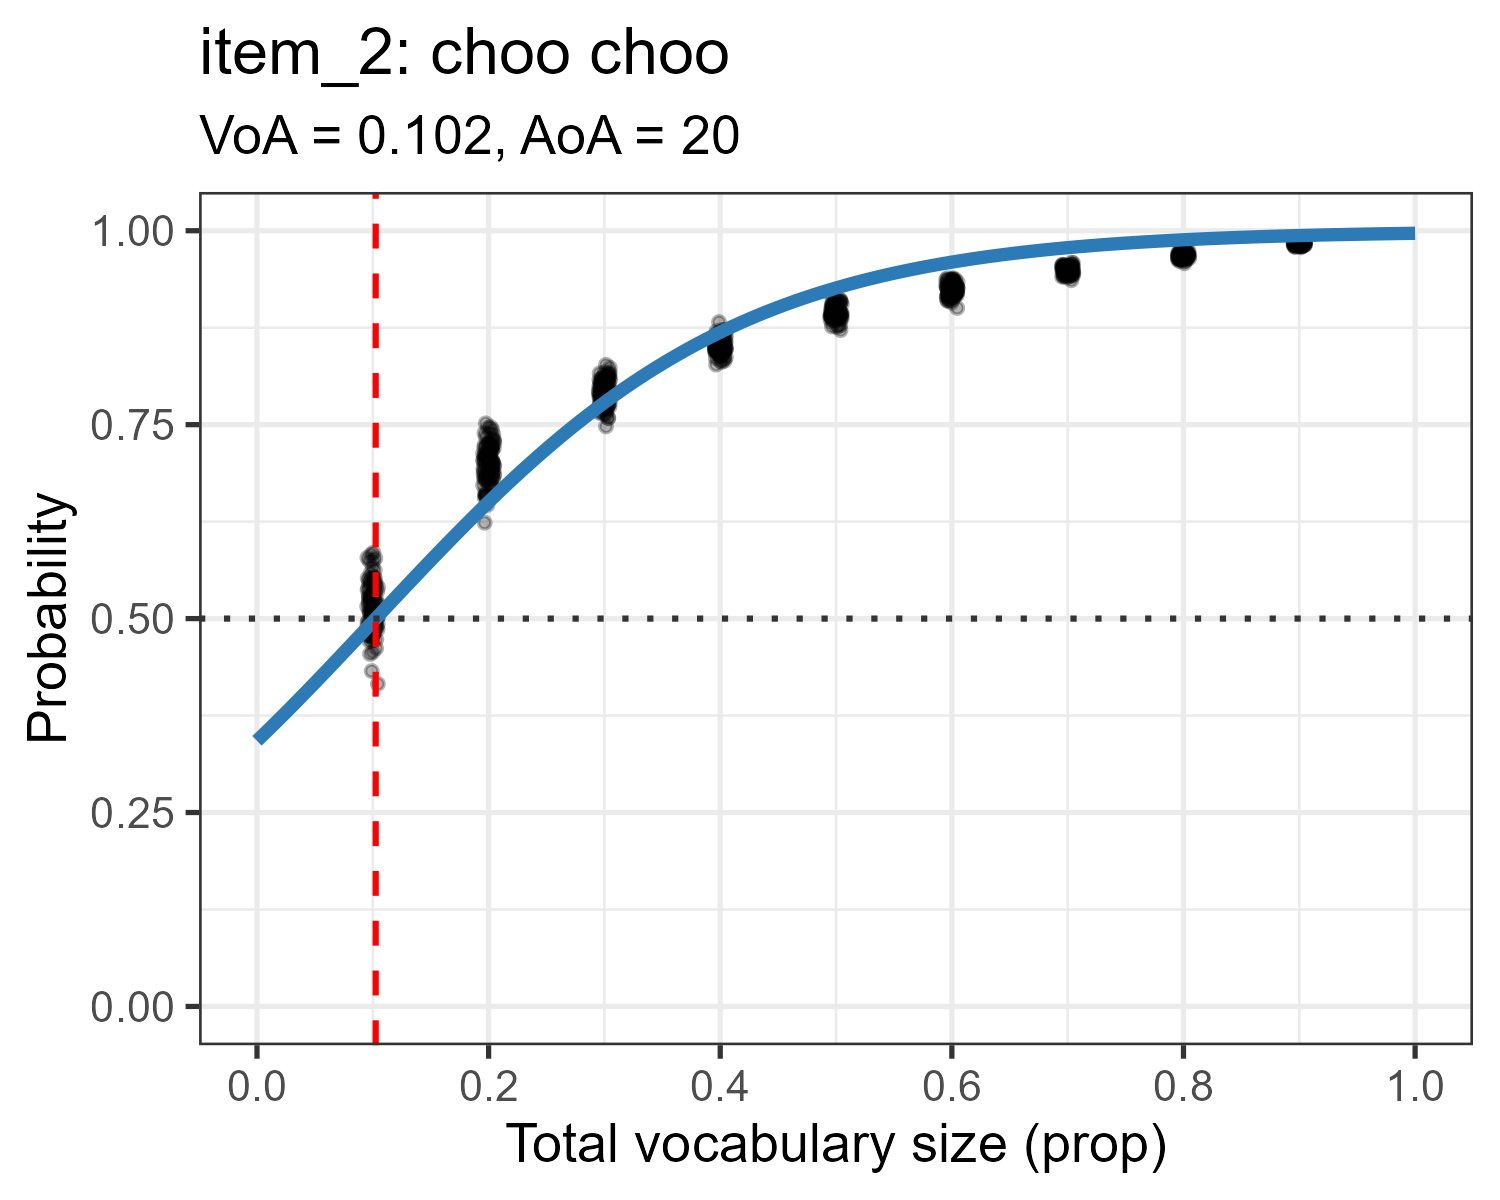 item_2: choo choo
VoA = 0.102, AoA = 20
Probability
1.00
0.75
0.50
0.25
0.00
0.0 0.2 0.4 0.6 0.8 1.0
Total vocabulary size (prop)